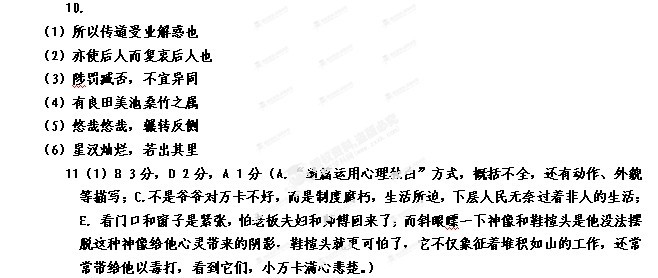 10.
(1)所以传道受业解惑也
(2)亦使后人而复哀后人也
(3)陟罚臧否，不宜异同
(4)有良田美池桑竹之属
(5)悠哉悠哉，辗转反侧
(6)星汉灿烂，若出其里
11(1)B 3分，D 2分，A 1分(A.“通篇运用心理 ”方式，概括不全，还有动作、外貌
等描写；C.不是爷爷对万卡不好，而是制度腐朽，生活所迫，下层人民无奈过着非人的生活；
E. 看门口和窗子是紧张，怕老板夫妇和师傅回来了；而斜眼瞟一下神像和鞋楦头是他没法摆
脱这种神像给他心灵带来的阴影，鞋楦头就更可怕了，它不仅象征着堆积如山的工作，还常
常带给他以毒打，看到它们，小万卡满心悲楚。)